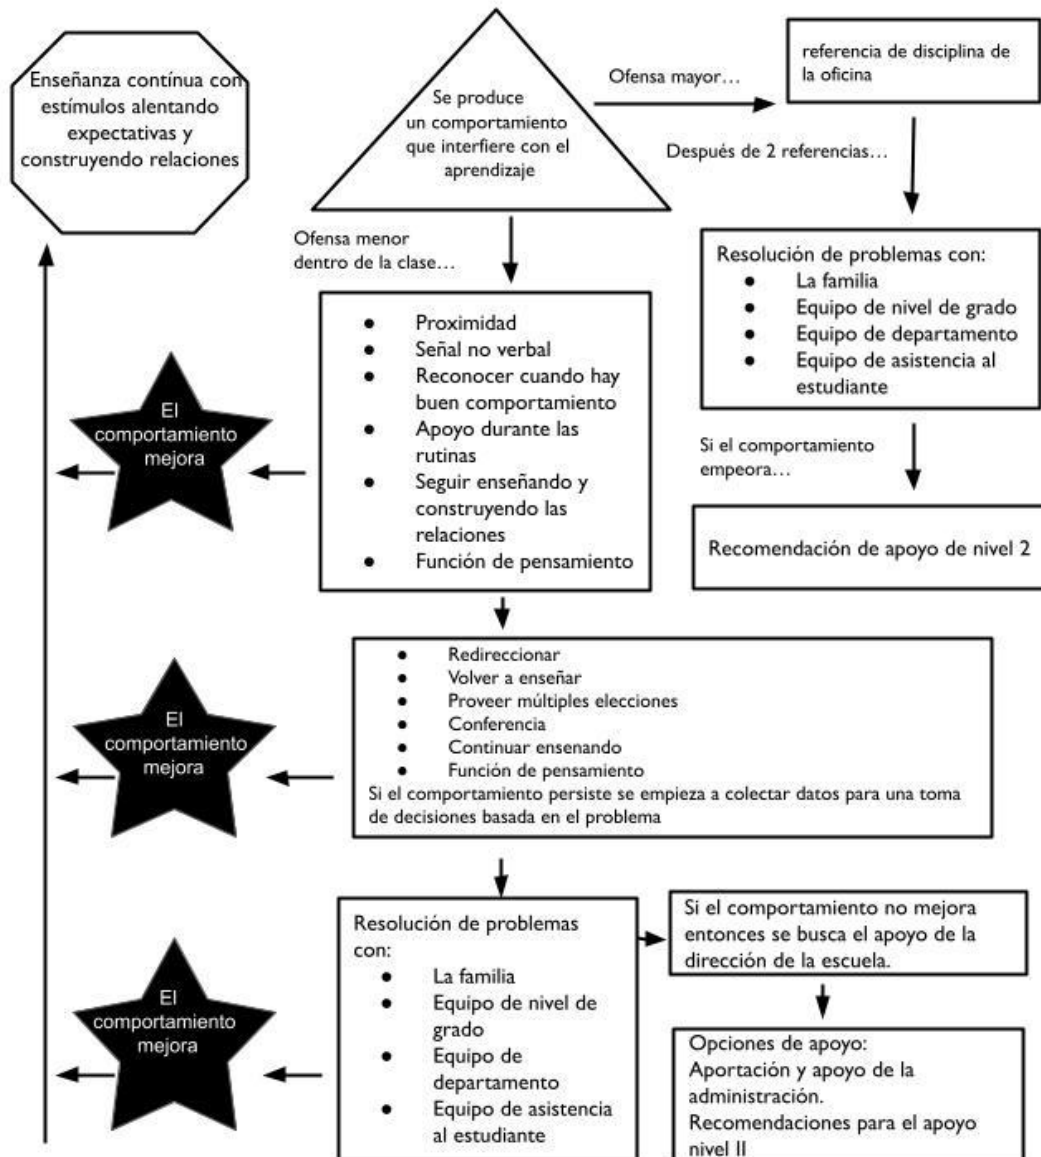 Enseñanza contínua con
estímulos alentando
expectativas y
construyendo relaciones
Se produce
un comportamiento
que interfiere con el
aprendizaje
Ofensa mayor...
referencia de disciplina de
la oficina
Después de 2 referencias...
Resolución de problemas con:
● La familia
● Equipo de nivel de grado
● Equipo de departamento
● Equipo de asistencia al
estudiante
Si el comportamiento
empeora...
Recomendación de apoyo de nivel 2
Ofensa menor
dentro de la clase...
● Proximidad
● Señal no verbal
● Reconocer cuando hay
buen comportamiento
● Apoyo durante las
rutinas
● Seguir enseñando y
construyendo las
relaciones
● Función de pensamiento
El
comportamiento
mejora
● Redireccionar
● Volver a enseñar
● Proveer múltiples elecciones
● Conferencia
● Continuar ensenando
● Función de pensamiento
Si el comportamiento persiste se empieza a colectar datos para una toma
de decisiones basada en el problema
El
comportamiento
mejora
Resolución de problemas
con:
● La familia
● Equipo de nivel de
grado
● Equipo de
departamento
● Equipo de asistencia
al estudiante
El
comportamiento
mejora
Si el comportamiento no mejora
entonces se busca el apoyo de la
dirección de la escuela.
Opciones de apoyo:
Aportación y apoyo de la
administración.
Recomendaciones para el apoyo
nivel II